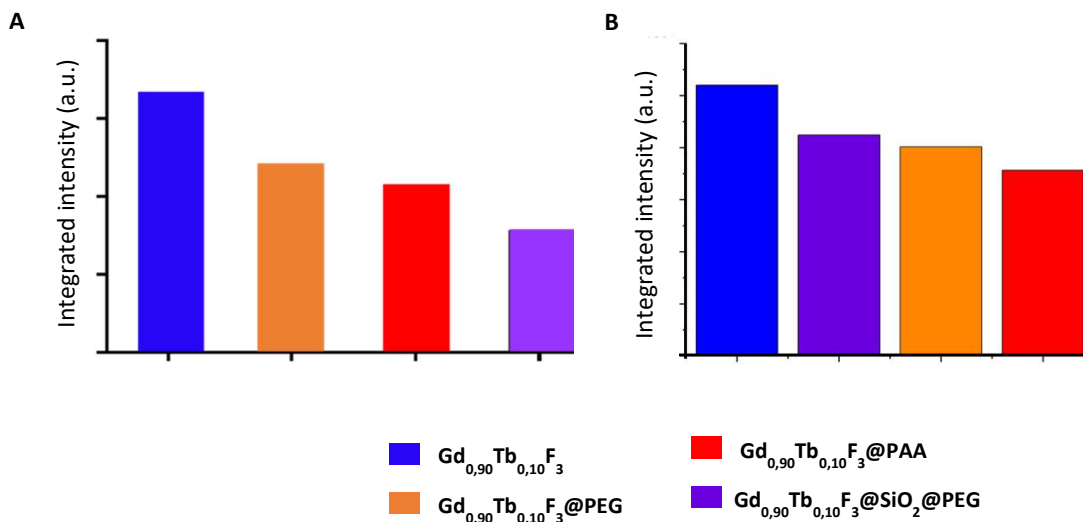 A
B
Integrated intensity (a.u.)
Integrated intensity (a.u.)
Gd0,90Tb0,10F3
Gd0,90Tb0,10F3@PAA
Gd0,90Tb0,10F3@PEG
Gd0,90Tb0,10F3@SiO2@PEG